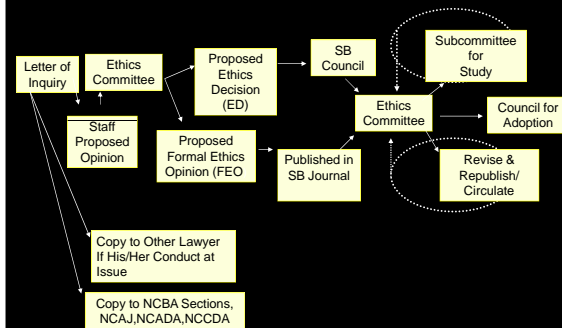 Letter of
Inquiry
Ethics
Committee
Staff
Proposed
Opinion
Proposed
Ethics
Decision
(ED)
Proposed
Formal Ethics
Opinion (FEO
SB
Council
Published in
SB Journal
Ethics
Committee
Subcommittee
for
Study
Council for
Adoption
Revise &
Republish/
Circulate
Copy to Other Lawyer
If His/Her Conduct at
Issue
Copy to NCBA Sections,
NCAJ,NCADA,NCCDA